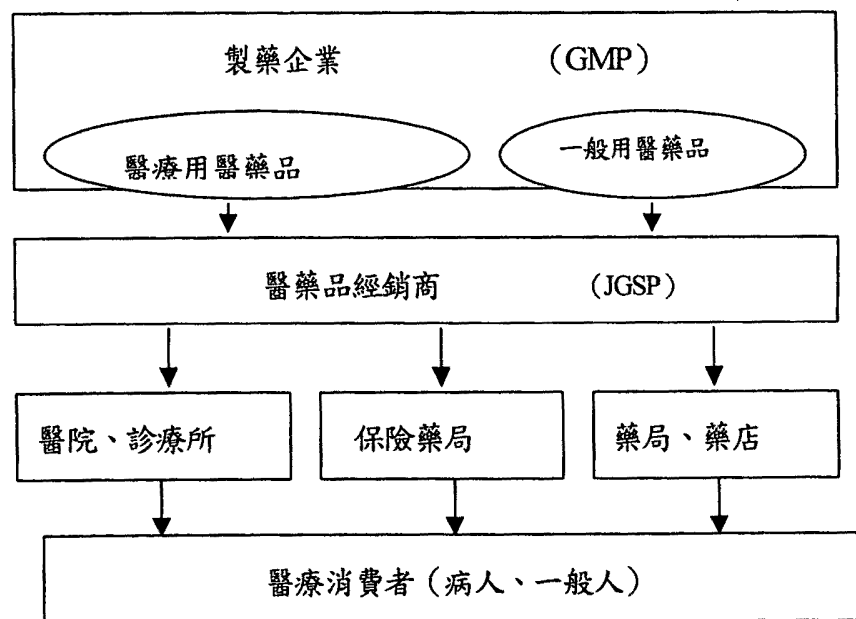 製藥企業 （GMP）
醫療用醫藥品 一般用醫藥品
醫藥品經銷商 （JGSP）
醫院、診療所 保險藥局 藥局、藥店
醫療消費者（病人、一般人）